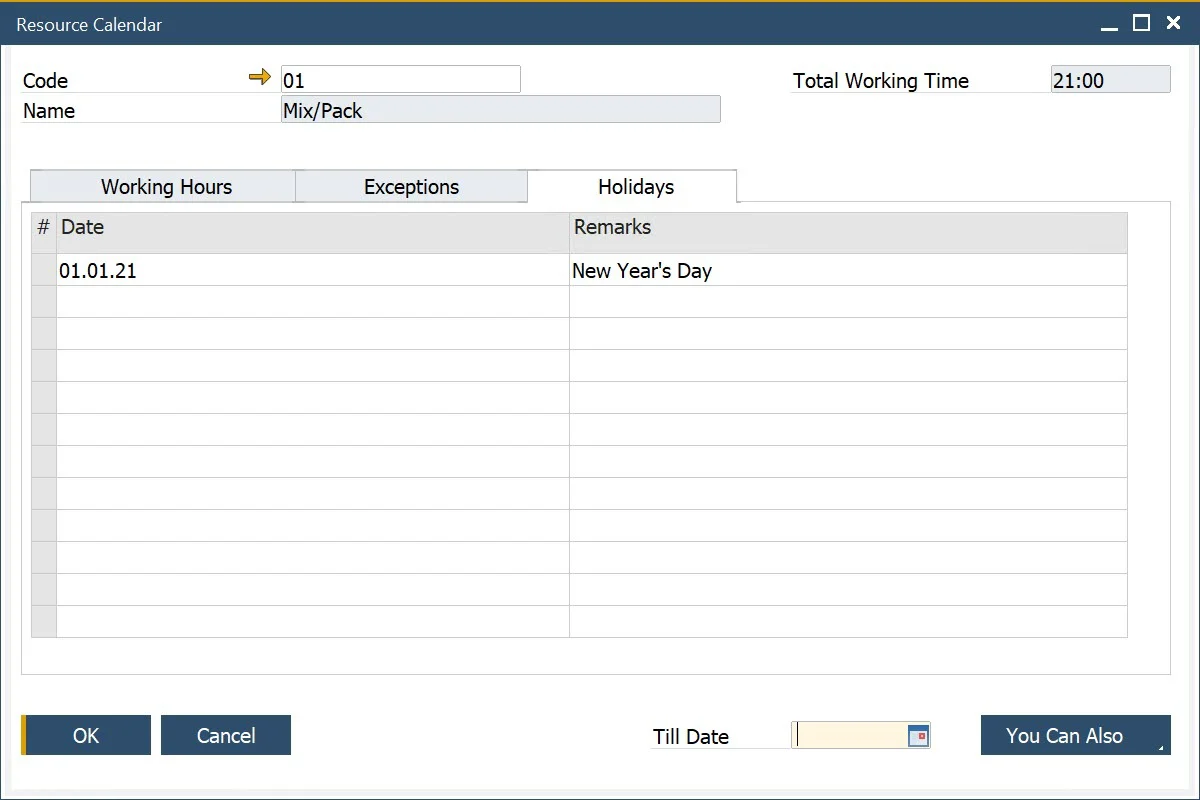 Resource Calendar
Code 01 Total Working Time 21:00
Name Mix/Pack
Working Hours Exceptions Holidays
# Date Remarks
01.01.21 New Year's Day
OK Cancel Till Date You Can Also